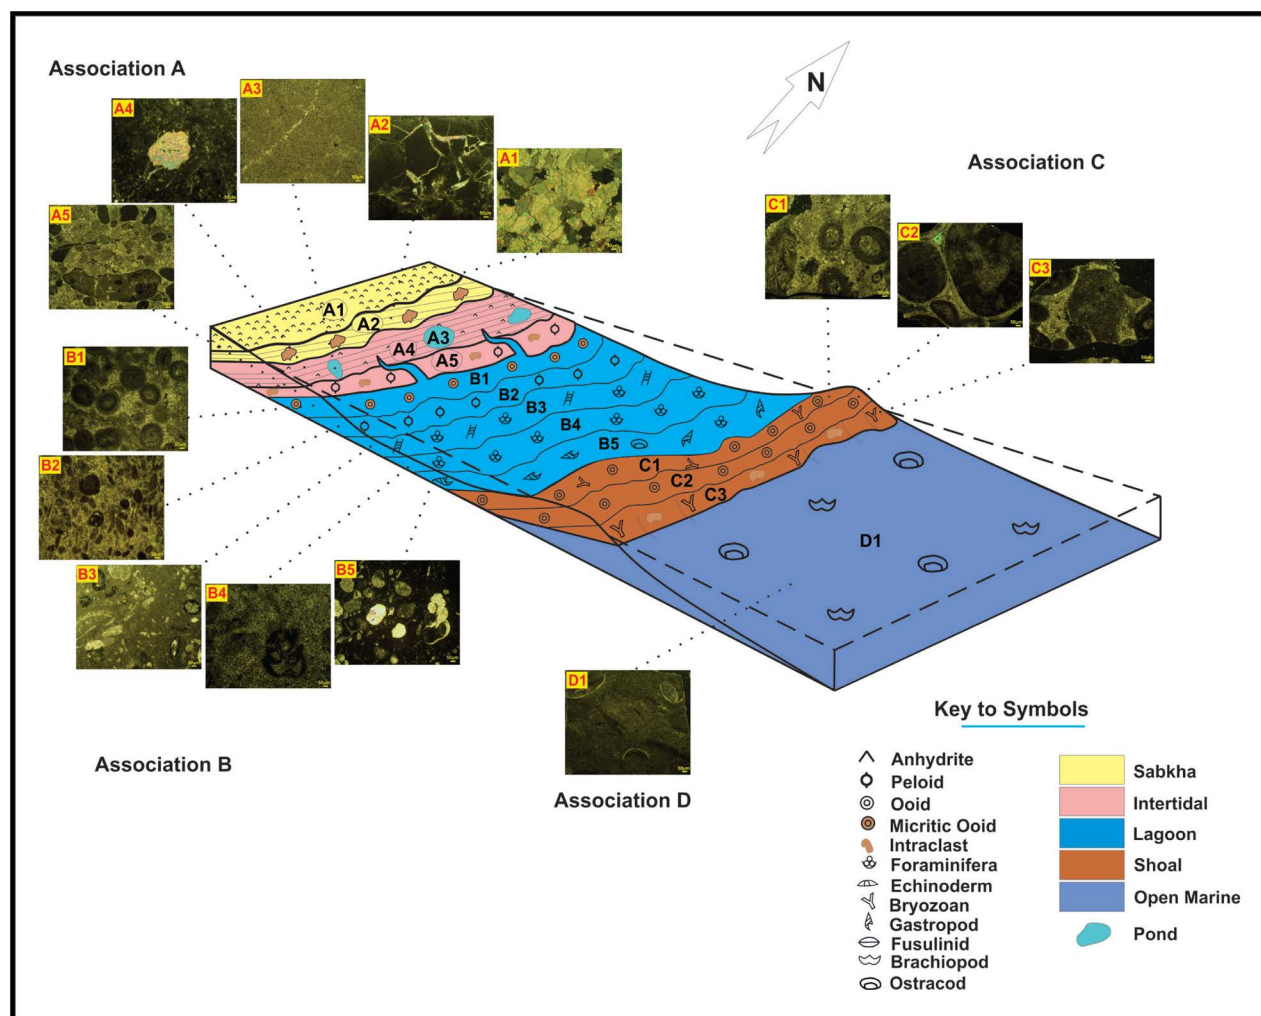 Association A
A3
A4
A2
A1
A5
N
Association C
C1
C2
C3
A1
A2
A3
A4
A5
B1
B2
B3
B4
B5
C1
C2
C3
D1
B1
B2
B3
B4
B5
D1
Association B
Association D
Key to Symbols
Anhydrite
Peloid
Ooid
Micritic Ooid
Intraclast
Foraminifera
Echinoderm
Bryozoan
Gastropod
Fusulinid
Brachiopod
Ostracod
Sabkha
Intertidal
Lagoon
Shoal
Open Marine
Pond